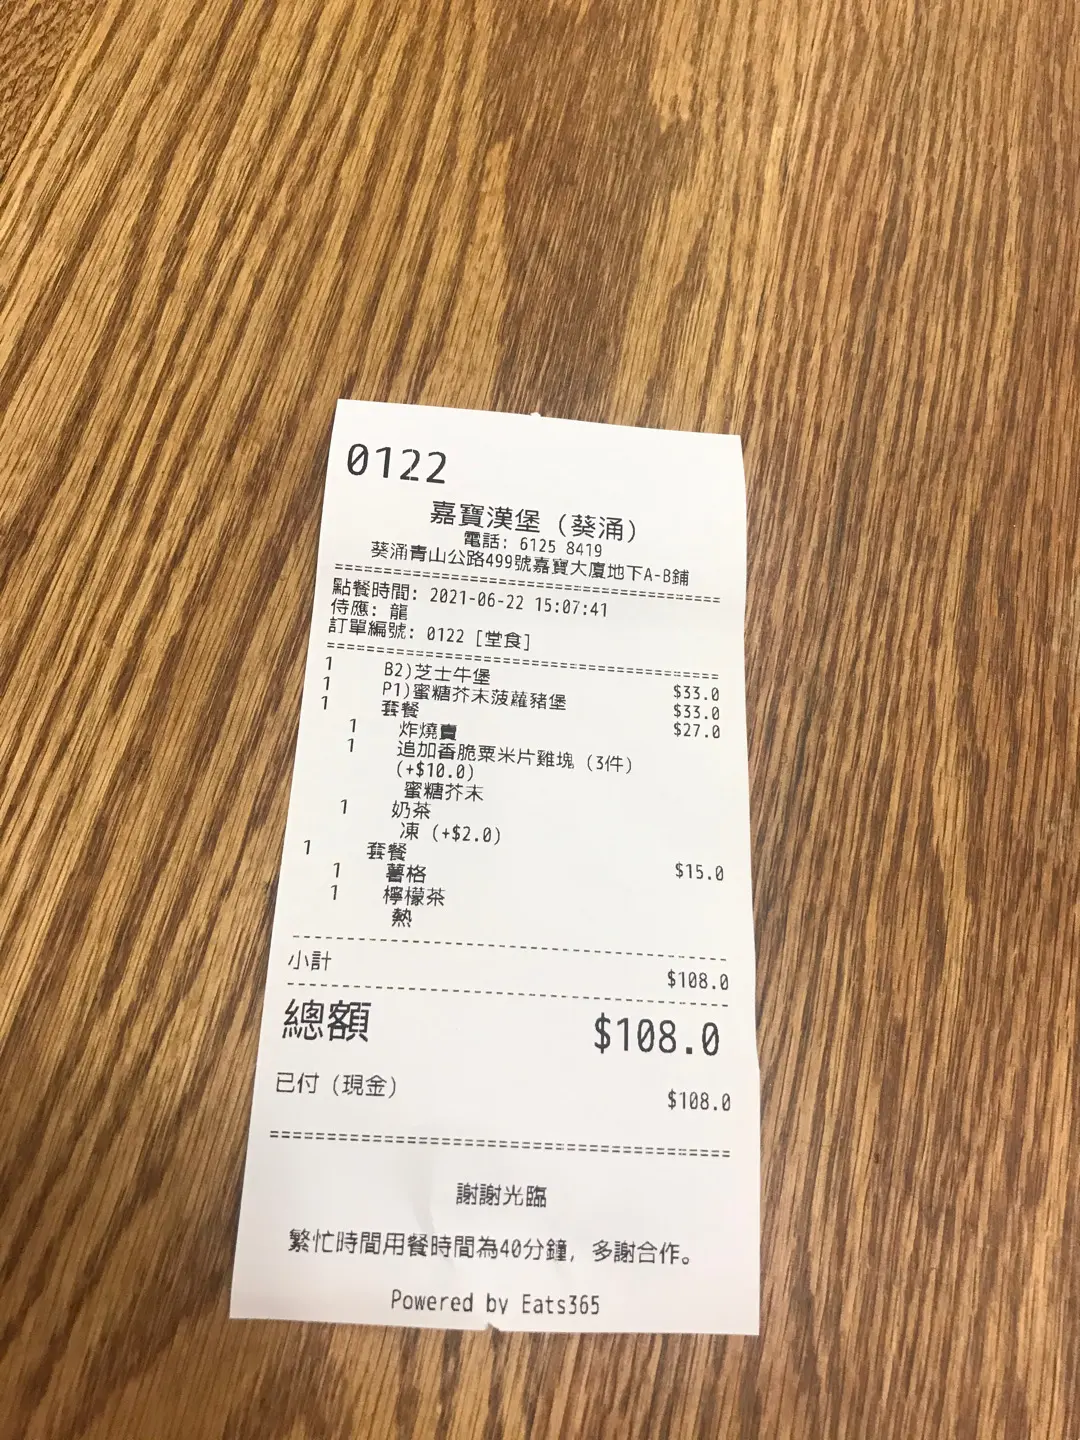 0122
嘉寶漢堡 (葵涌)
電話: 6125 8419
葵涌青山公路499號嘉寶大廈地下A-B鋪
========================================
點餐時間: 2021-06-22 15:07:41
侍應: 龍
訂單編號: 0122 [堂食]
========================================
1 B2)芝士牛堡 $33.0
1 P1)蜜糖芥末菠蘿豬堡 $33.0
1 套餐 $27.0
1 炸燒賣
1 追加香脆粟米片雞塊 (3件)
(+$10.0)
蜜糖芥末
1 奶茶
凍 (+$2.0)
1 套餐 $15.0
1 薯格
1 檸檬茶
熱
----------------------------------------
小計 $108.0
----------------------------------------
總額 $108.0
已付 (現金) $108.0
========================================
謝謝光臨
繁忙時間用餐時間為40分鐘, 多謝合作。
Powered by Eats365